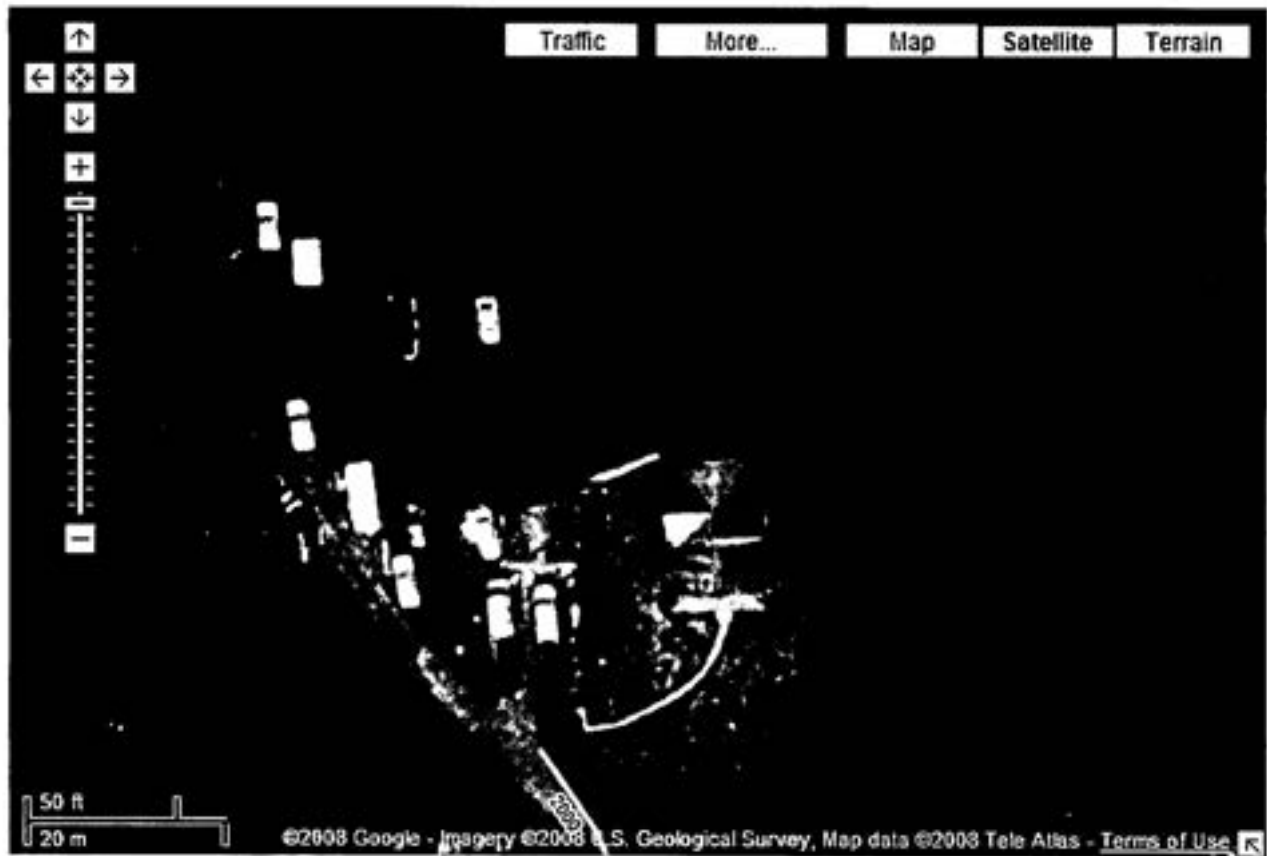 Traffic More... Map Satellite Terrain
50 ft
20 m
2000
©2008 Google - Imagery ©2008 U.S. Geological Survey, Map data ©2008 Tele Atlas - Terms of Use